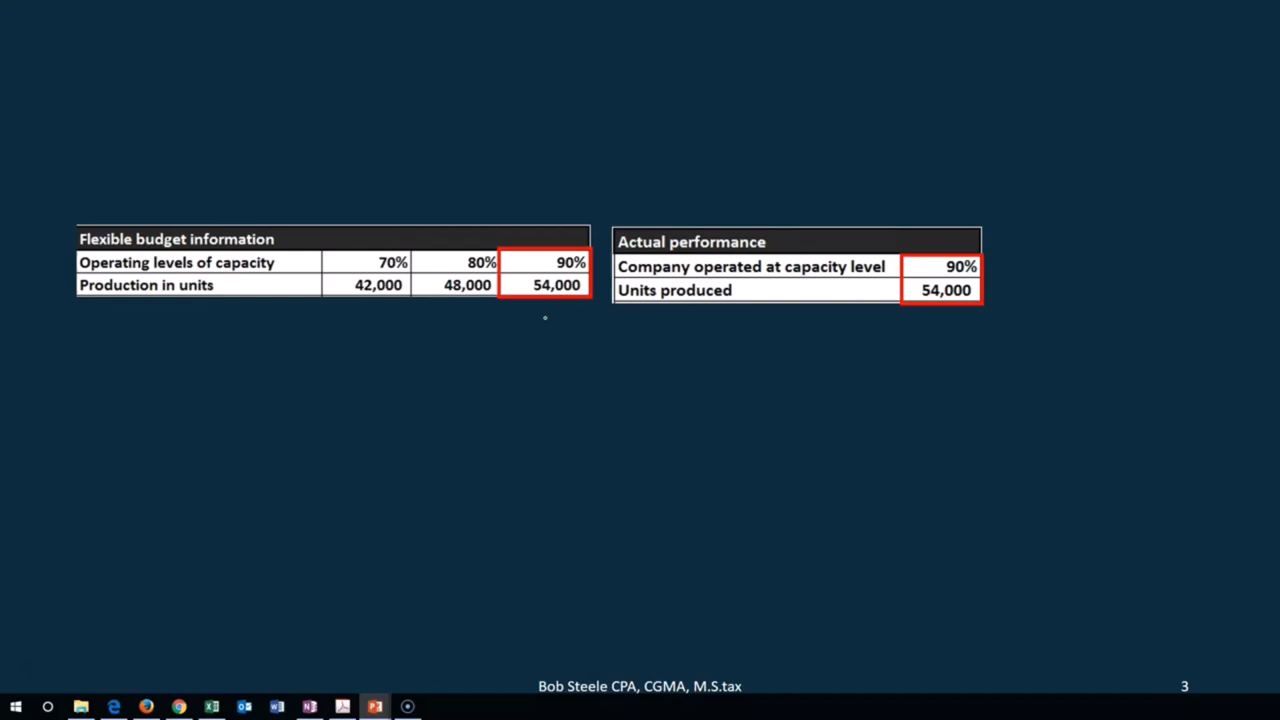 Flexible budget information
Operating levels of capacity 70% 80% 90%
Production in units 42,000 48,000 54,000
Actual performance
Company operated at capacity level 90%
Units produced 54,000
Bob Steele CPA, CGMA, M.S.tax
3